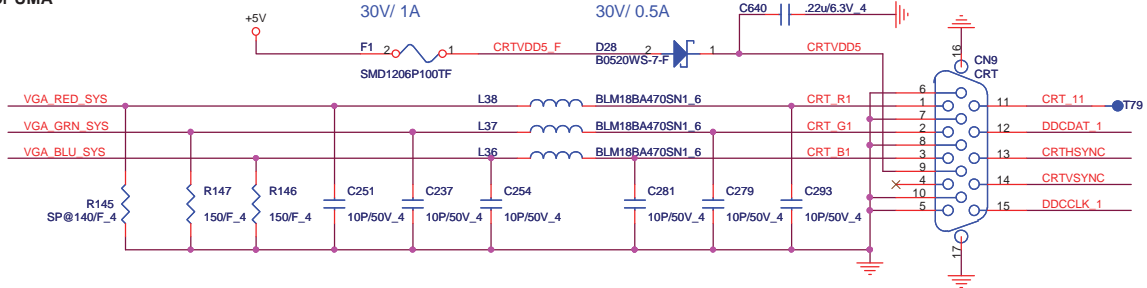 30V/ 1A
30V/ 0.5A
C640
.22u/6.3V_4
+5V
F1
2
1
CRTVDD5_F
D28
2
1
CRTVDD5
B0520WS-7-F
SMD1206P100TF
16
CN9
CRT
VGA_RED_SYS
L38
BLM18BA470SN1_6
CRT_R1
6
1
11
CRT_11
T79
7
VGA_GRN_SYS
L37
BLM18BA470SN1_6
CRT_G1
2
12
DDCDAT_1
8
VGA_BLU_SYS
L36
BLM18BA470SN1_6
CRT_B1
3
13
CRTHSYNC
9
4
14
CRTVSYNC
10
5
15
DDCCLK_1
17
R145
SP@140/F_4
R147
150/F_4
R146
150/F_4
C251
10P/50V_4
C237
10P/50V_4
C254
10P/50V_4
C281
10P/50V_4
C279
10P/50V_4
C293
10P/50V_4